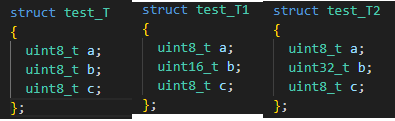 struct test_T
{
uint8_t a;
uint8_t b;
uint8_t c;
};
struct test_T1
{
uint8_t a;
uint16_t b;
uint8_t c;
};
struct test_T2
{
uint8_t a;
uint32_t b;
uint8_t c;
};